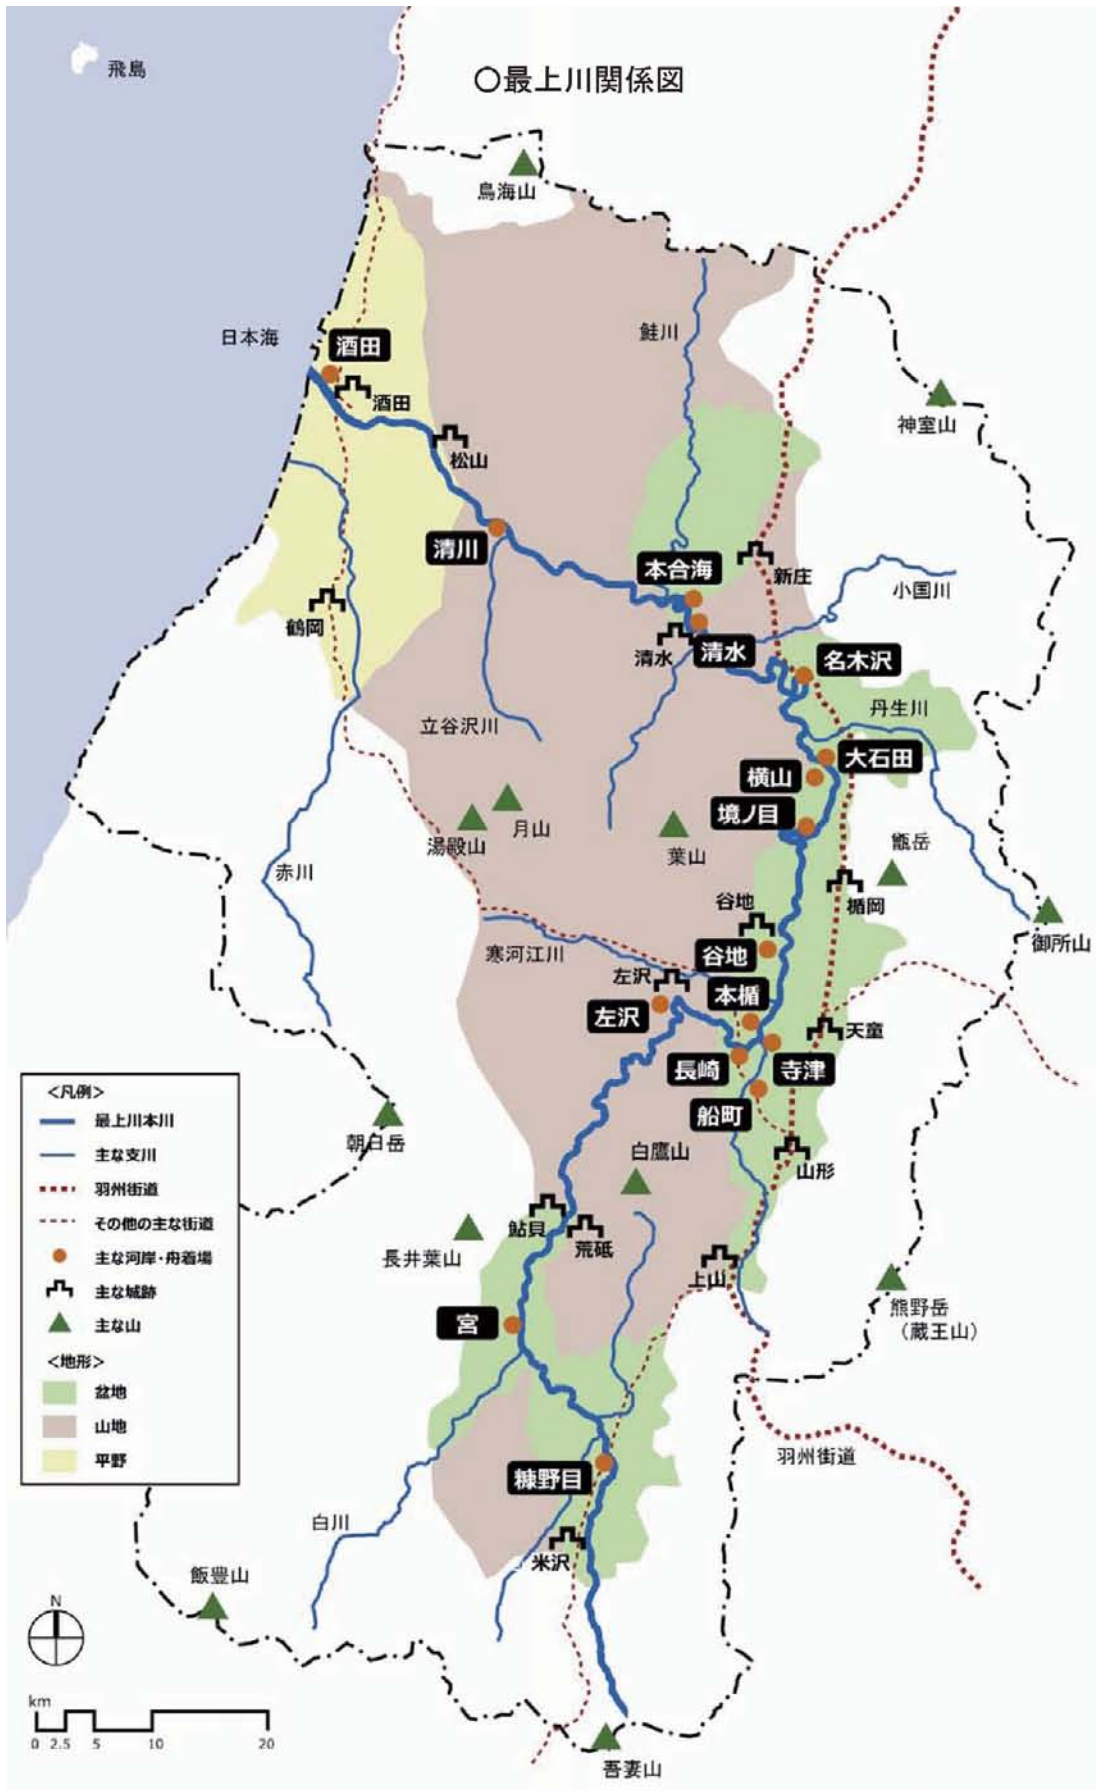 飛島
○最上川関係図
鳥海山
鮭川
日本海
酒田
酒田
神室山
松山
清川
本合海
新庄
小国川
鶴岡
清水
清水
名木沢
丹生川
立谷沢川
大石田
横山
境ノ目
月山
湯殿山
葉山
甑岳
赤川
谷地
楯岡
御所山
寒河江川
谷地
左沢
本楯
左沢
天童
長崎
寺津
船町
<凡例>
最上川本川
主な支川
羽州街道
その他の主な街道
主な河岸・舟着場
主な城跡
主な山
<地形>
盆地
山地
平野
朝日岳
白鷹山
山形
鮎貝
荒砥
長井葉山
上山
熊野岳
(蔵王山)
宮
羽州街道
糠野目
白川
米沢
飯豊山
N
km
0 2.5 5 10 20
吾妻山